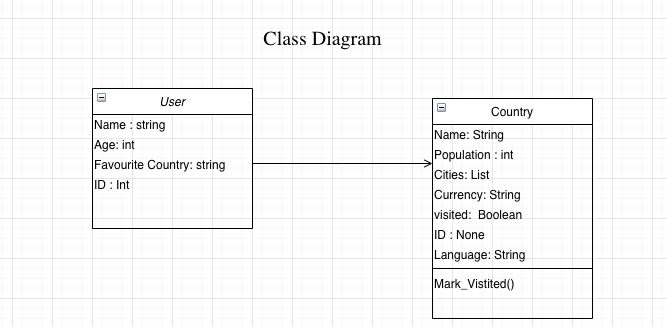 Class Diagram
User
Name : string
Age: int
Favourite Country: string
ID : Int
Country
Name: String
Population : int
Cities: List
Currency: String
visited:  Boolean
ID : None
Language: String
Mark_Vistited()